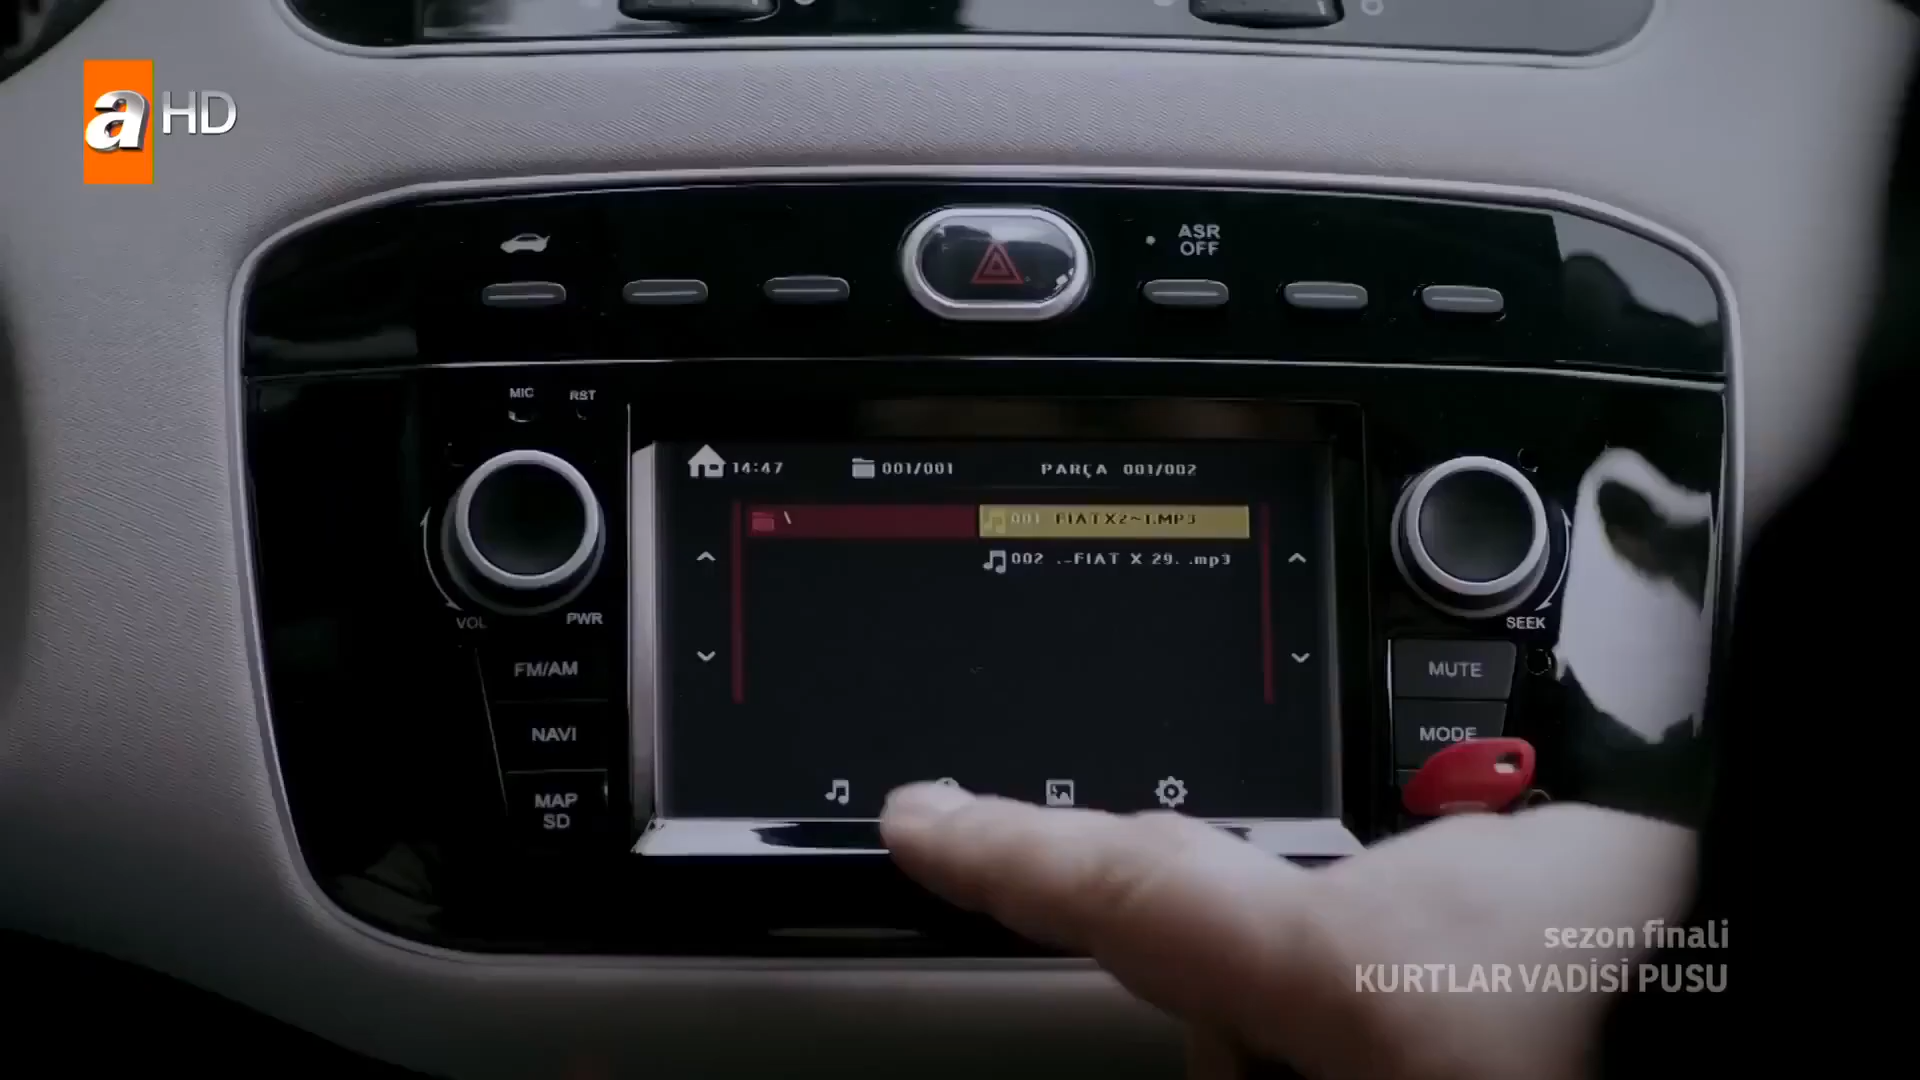 a HD
ASR
OFF
MIC
RST
14:47
001/001
PARÇA 001/002
\
001 FIATX2~1.MP3
002 .-FIAT X 29. .mp3
VOL
PWR
SEEK
FM/AM
MUTE
NAVI
MODE
MAP
SD
sezon finali
KURTLAR VADİSİ PUSU